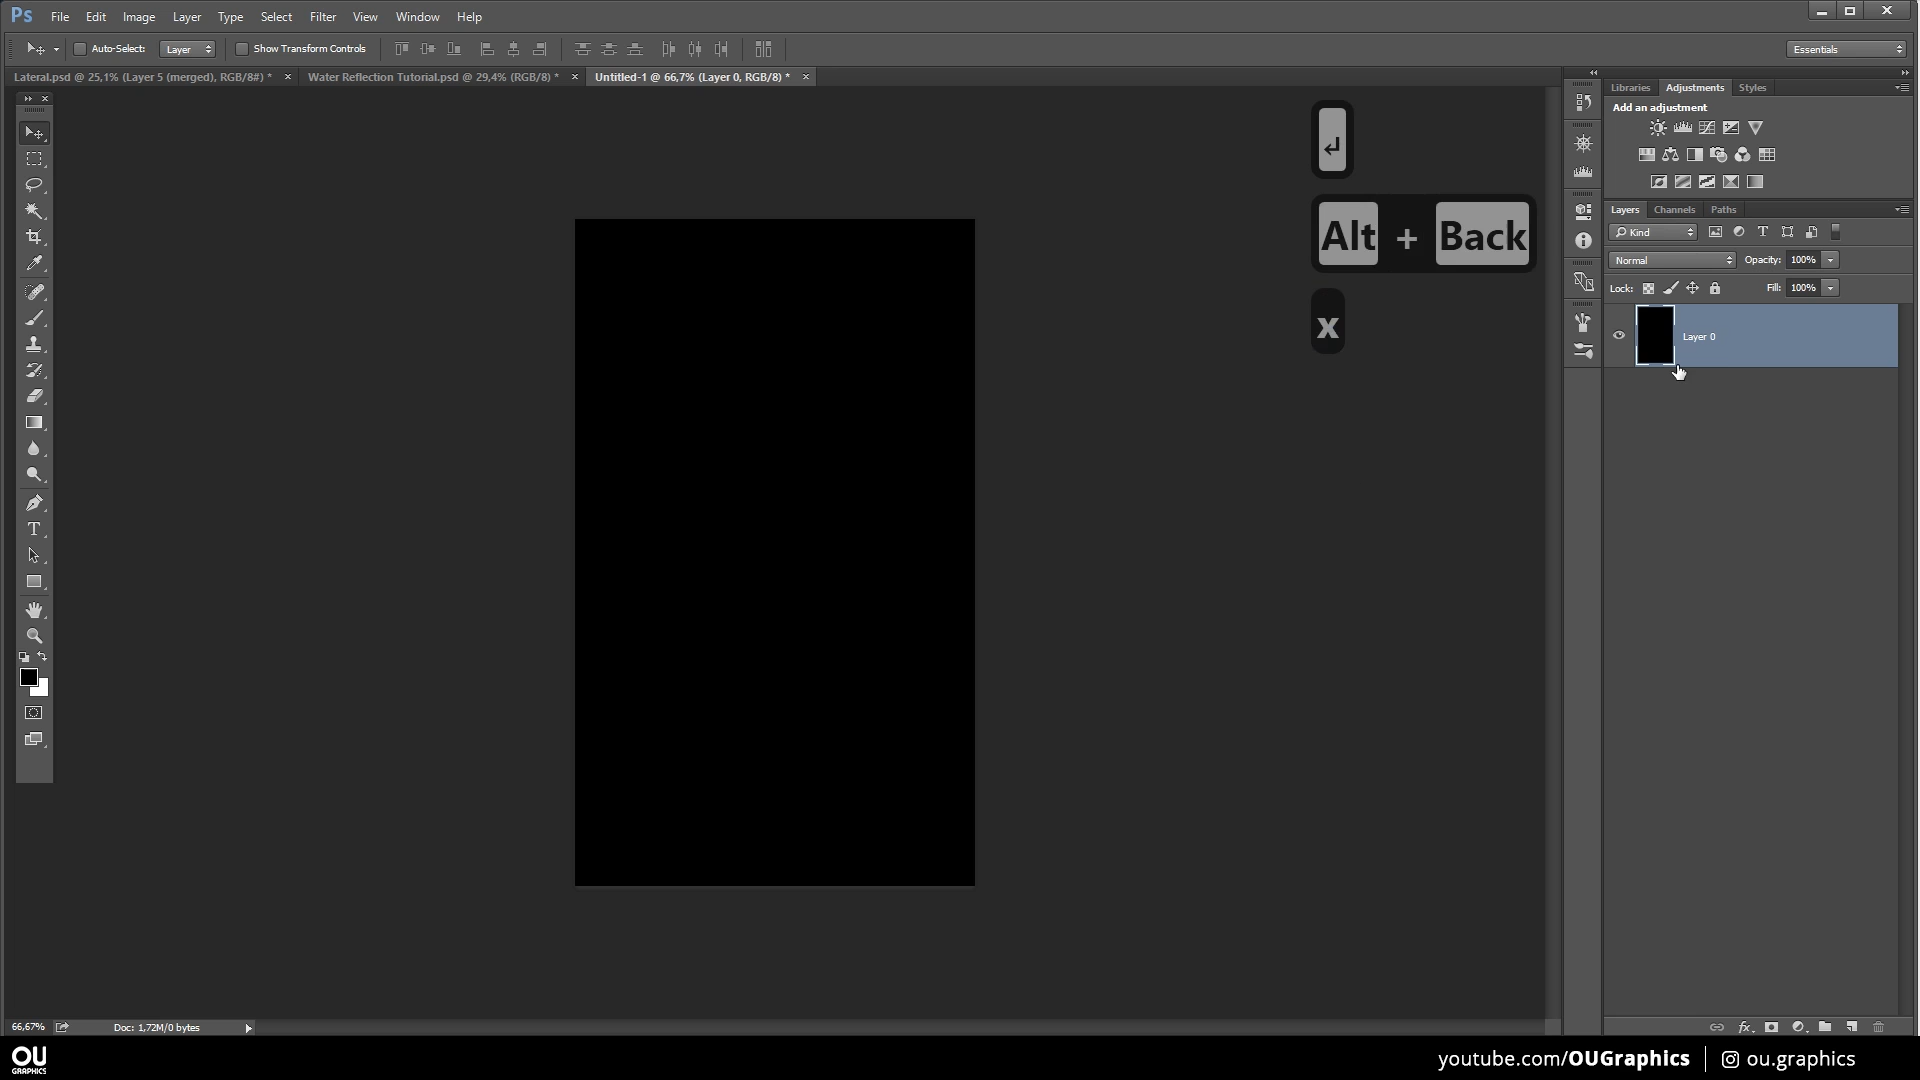 Ps File Edit Image Layer Type Select Filter View Window Help
Auto-Select: Layer Show Transform Controls Essentials
Lateral.psd @ 25,1% (Layer 5 (merged), RGB/8#) * × Water Reflection Tutorial.psd @ 29,4% (RGB/8) * × Untitled-1 @ 66,7% (Layer 0, RGB/8) * ×
Libraries Adjustments Styles
Add an adjustment
Layers Channels Paths
Kind
Normal Opacity: 100%
Lock: Fill: 100%
Layer 0
↵
Alt + Back
x
T
66,67% Doc: 1,72M/0 bytes
fx
OU
GRAPHICS
youtube.com/OUGraphics | ou.graphics